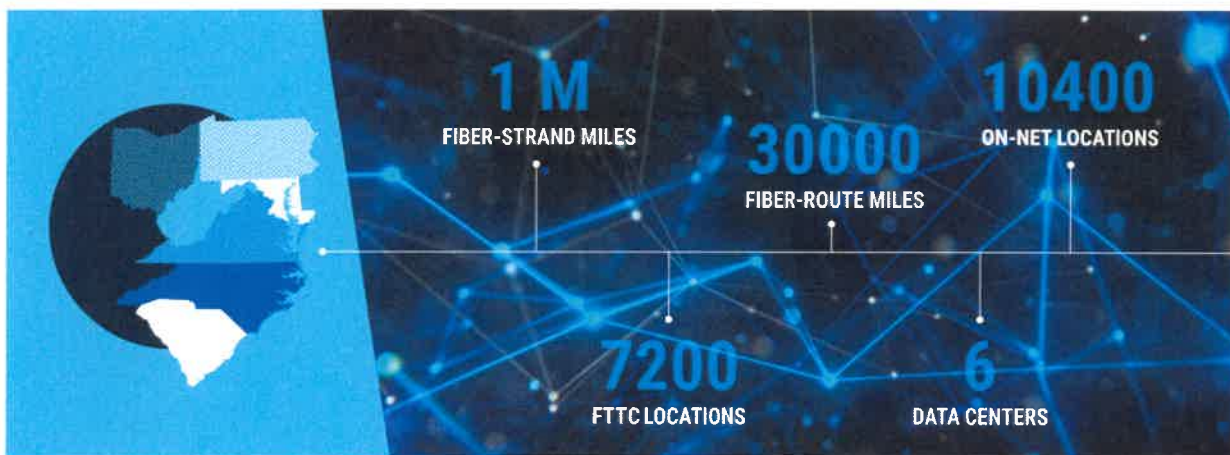 1 M
FIBER-STRAND MILES
7200
FTTC LOCATIONS
30000
FIBER-ROUTE MILES
6
DATA CENTERS
10400
ON-NET LOCATIONS